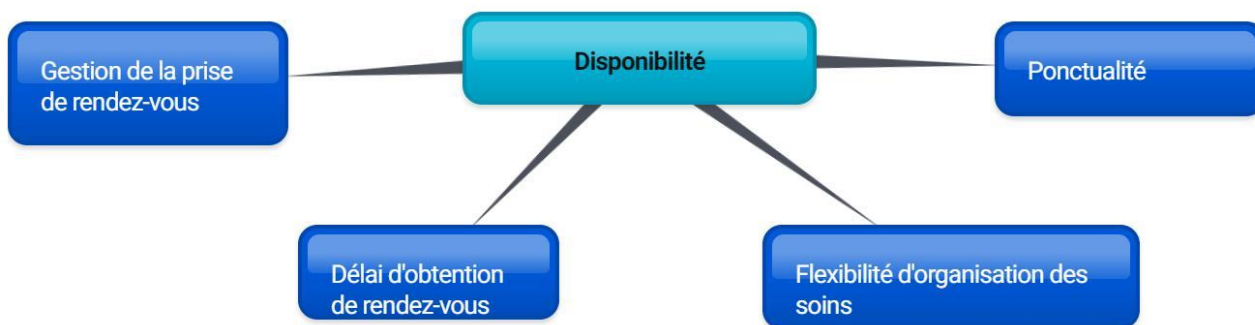 Disponibilité
Gestion de la prise
de rendez-vous
Ponctualité
Délai d'obtention
de rendez-vous
Flexibilité d'organisation des
soins